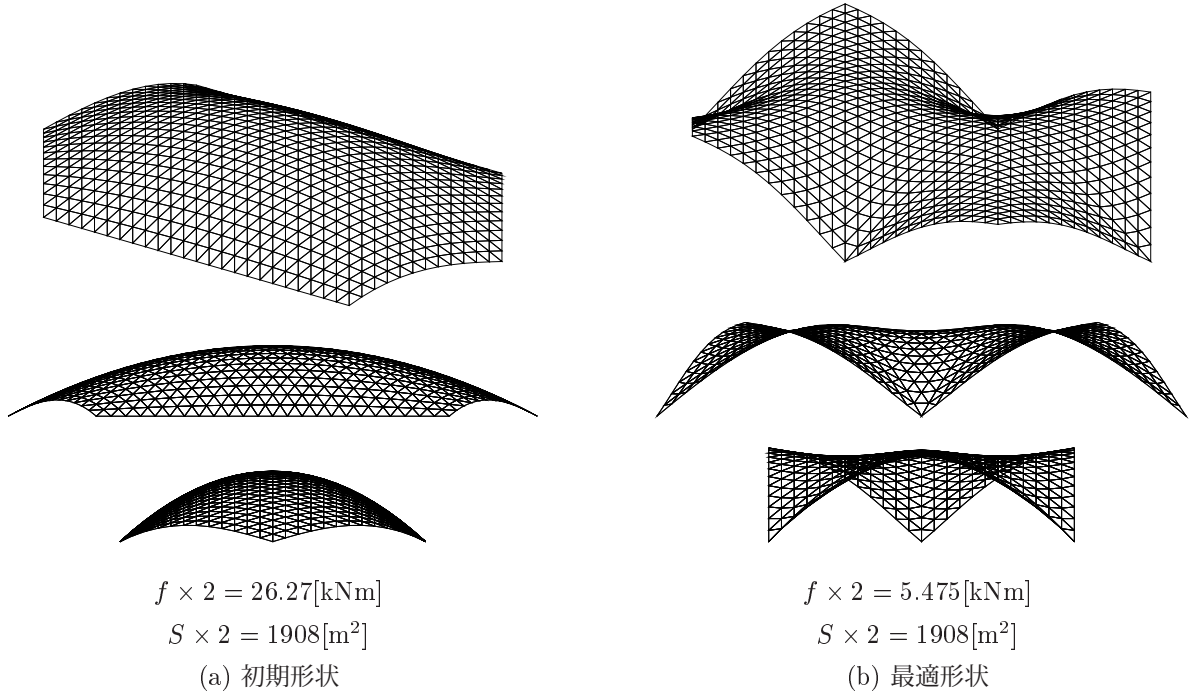 f × 2 = 26.27[kNm]
S × 2 = 1908[m²]
(a) 初期形状
f × 2 = 5.475[kNm]
S × 2 = 1908[m²]
(b) 最適形状